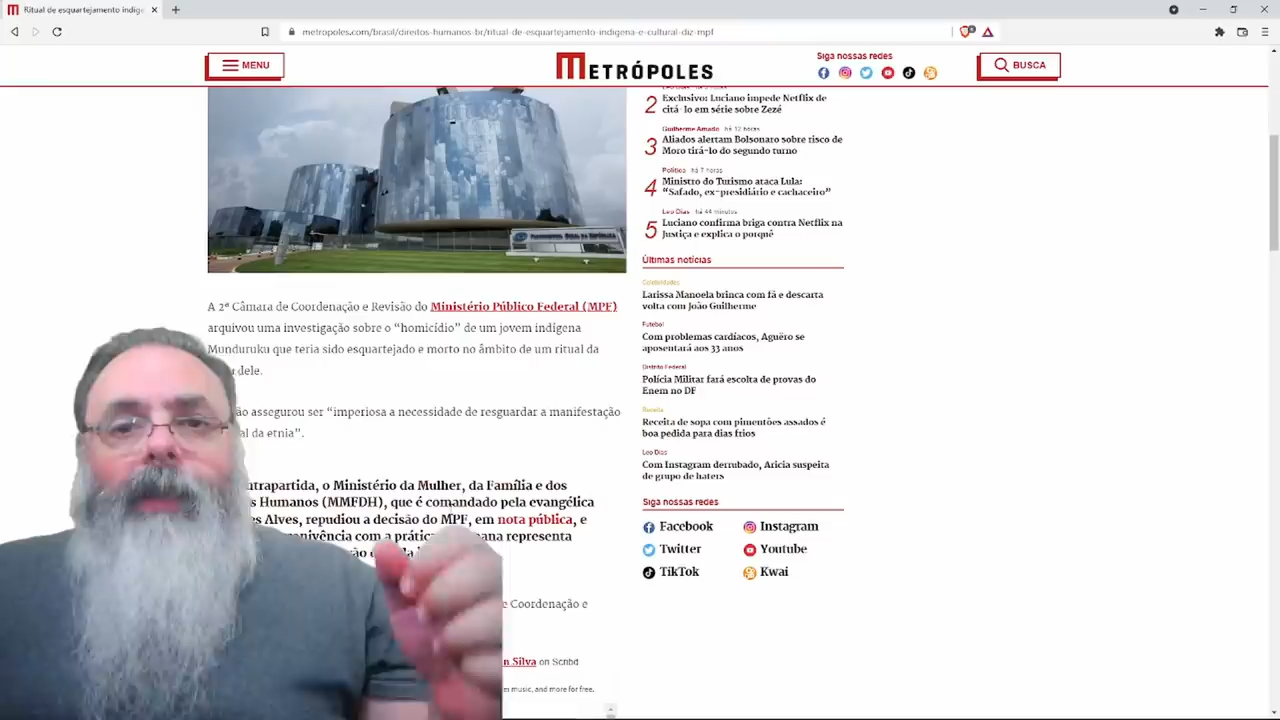 Ritual de esquartejamento indíge
metropoles.com/brasil/direitos-humanos-br/ritual-de-esquartejamento-indigena-e-cultural-diz-mpf
MENU
METRÓPOLES
Siga nossas redes
BUSCA
2 Exclusivo: Luciano impede Netflix de
citá-lo em série sobre Zezé
Guilherme Amado há 12 horas
3 Aliados alertam Bolsonaro sobre risco de
Moro tirá-lo do segundo turno
Política há 7 horas
4 Ministro do Turismo ataca Lula:
“Safado, ex-presidiário e cachaceiro”
Leo Dias há 44 minutos
5 Luciano confirma briga contra Netflix na
Justiça e explica o porquê
Últimas notícias
Celebridades
Larissa Manoela brinca com fã e descarta
volta com João Guilherme
Futebol
Com problemas cardíacos, Agüero se
aposentará aos 33 anos
Distrito Federal
Polícia Militar fará escolta de provas do
Enem no DF
Receita
Receita de sopa com pimentões assados é
boa pedida para dias frios
Leo Dias
Com Instagram derrubado, Aricia suspeita
de grupo de haters
Siga nossas redes
Facebook Instagram
Twitter Youtube
TikTok Kwai
A 2ª Câmara de Coordenação e Revisão do Ministério Público Federal (MPF)
arquivou uma investigação sobre o “homicídio” de um jovem indígena
Munduruku que teria sido esquartejado e morto no âmbito de um ritual da
dele.
ão assegurou ser “imperiosa a necessidade de resguardar a manifestação
al da etnia”.
ntrapartida, o Ministério da Mulher, da Família e dos
s Humanos (MMFDH), que é comandado pela evangélica
es Alves, repudiou a decisão do MPF, em nota pública, e
nivência com a prátic ana representa
e Coordenação e
n Silva on Scribd
m music, and more for free.